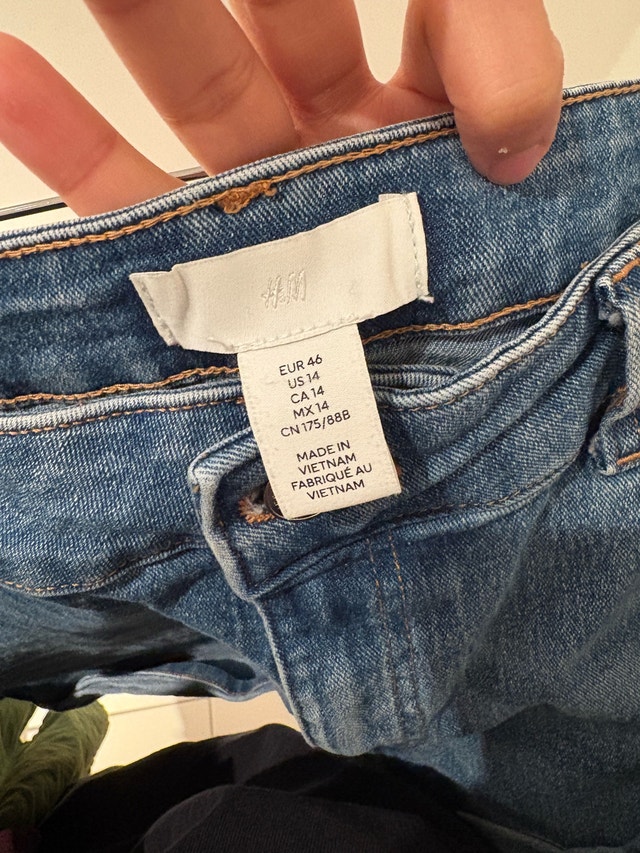 H&M
EUR 46
US 14
CA 14
MX 14
CN 175/88B
MADE IN
VIETNAM
FABRIQUÉ AU
VIETNAM